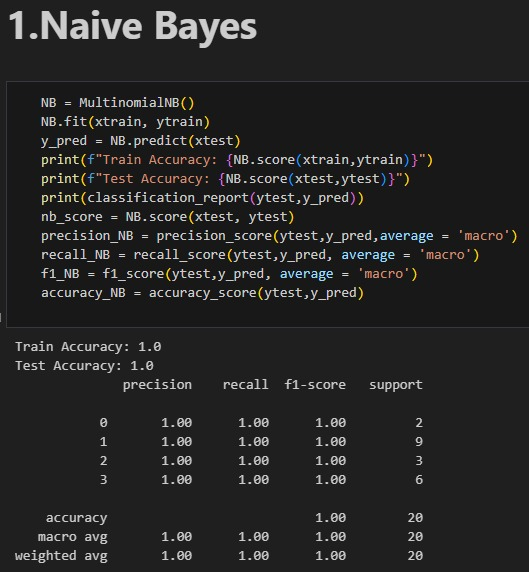 1.Naive Bayes
NB = MultinomialNB()
NB.fit(xtrain, ytrain)
y_pred = NB.predict(xtest)
print(f"Train Accuracy: {NB.score(xtrain,ytrain)}")
print(f"Test Accuracy: {NB.score(xtest,ytest)}")
print(classification_report(ytest,y_pred))
nb_score = NB.score(xtest, ytest)
precision_NB = precision_score(ytest,y_pred,average = 'macro')
recall_NB = recall_score(ytest,y_pred, average = 'macro')
f1_NB = f1_score(ytest,y_pred, average = 'macro')
accuracy_NB = accuracy_score(ytest,y_pred)
Train Accuracy: 1.0
Test Accuracy: 1.0
precision recall f1-score support
0 1.00 1.00 1.00 2
1 1.00 1.00 1.00 9
2 1.00 1.00 1.00 3
3 1.00 1.00 1.00 6
accuracy 1.00 20
macro avg 1.00 1.00 1.00 20
weighted avg 1.00 1.00 1.00 20